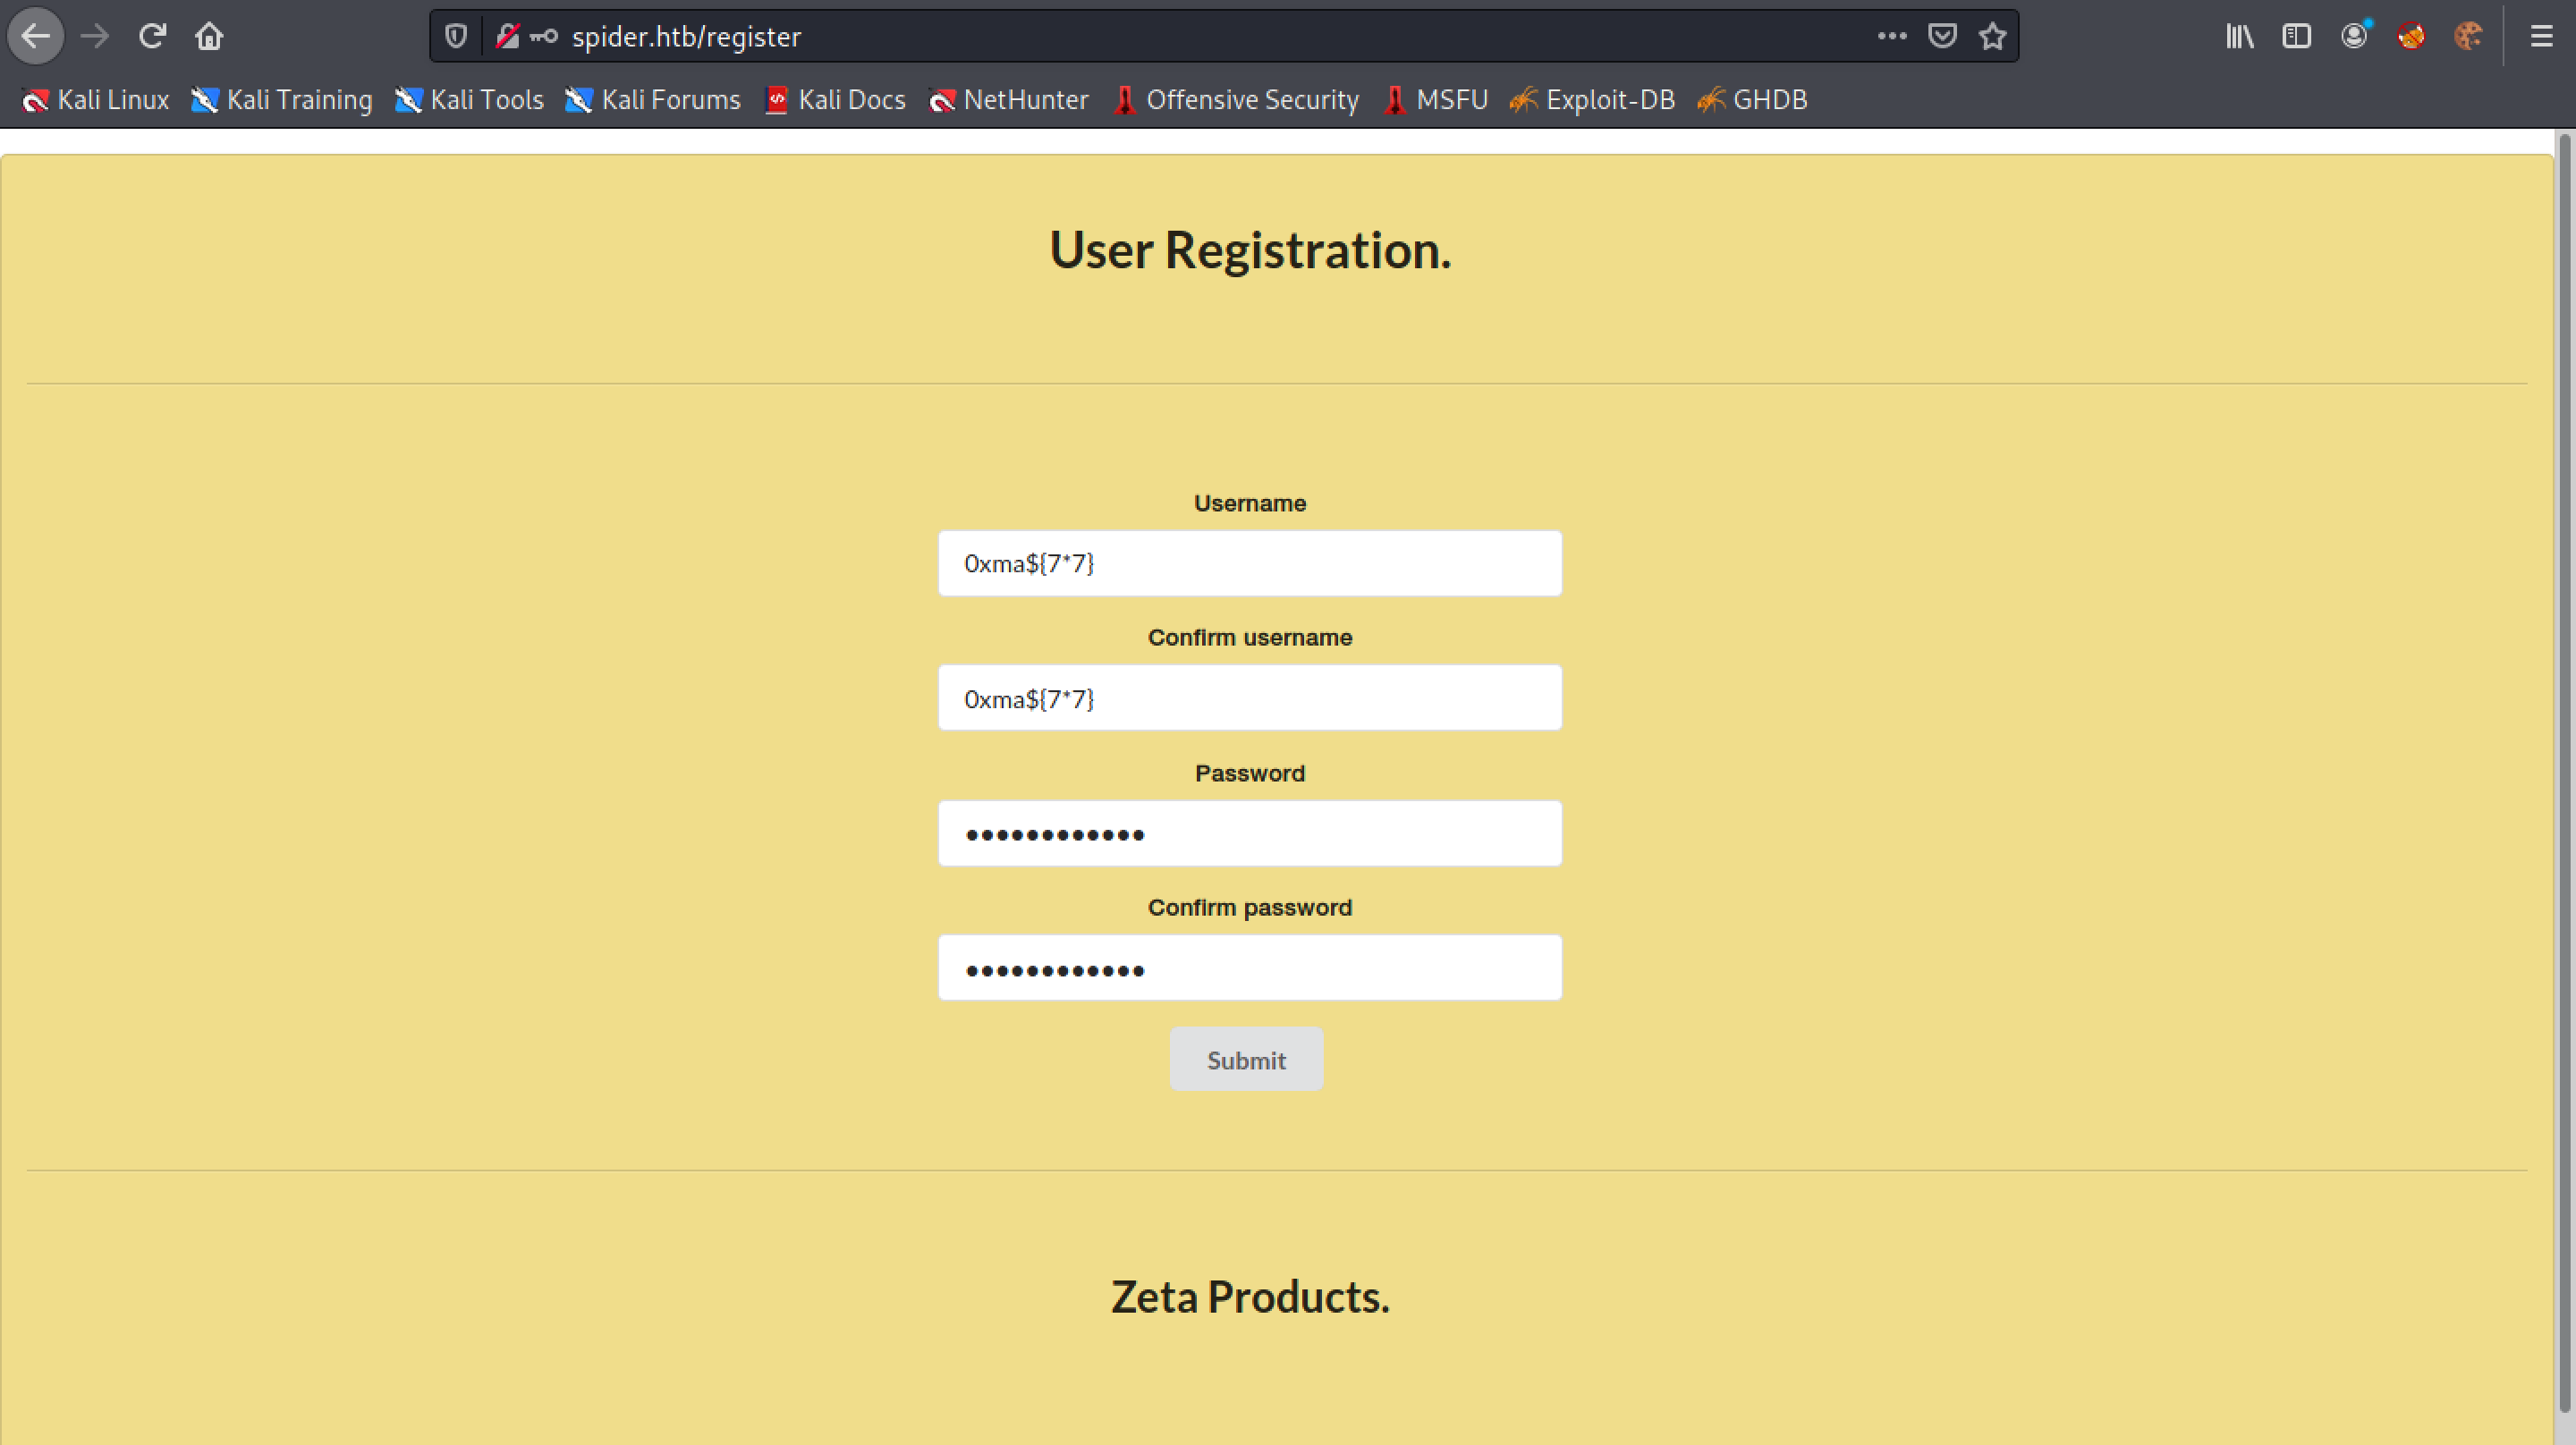 spider.htb/register
Kali Linux Kali Training Kali Tools Kali Forums Kali Docs NetHunter Offensive Security MSFU Exploit-DB GHDB
User Registration.
Username
0xma${7*7}
Confirm username
0xma${7*7}
Password
••••••••••••
Confirm password
••••••••••••
Submit
Zeta Products.